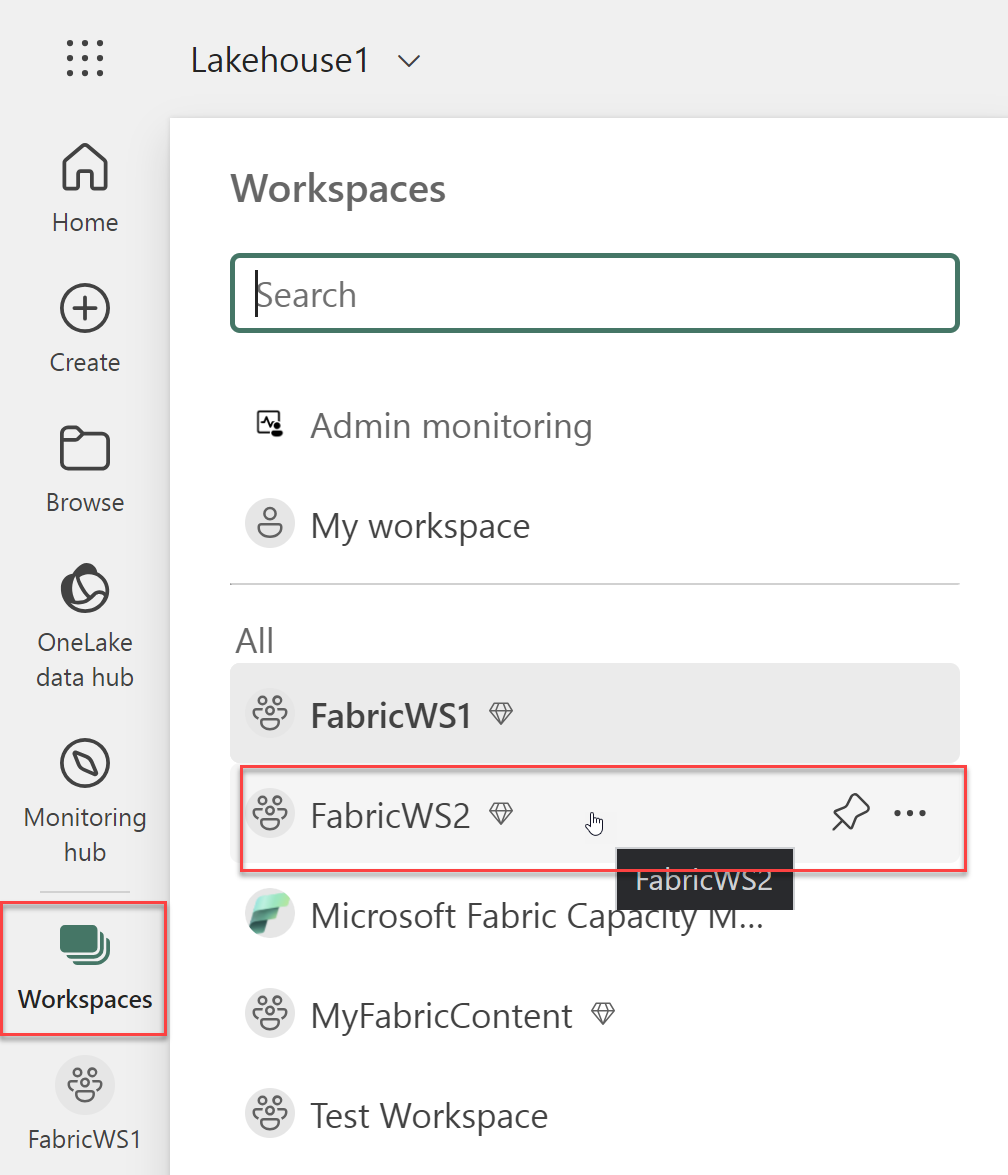 Lakehouse1
Home
Create
Browse
OneLake
data hub
Monitoring
hub
Workspaces
FabricWS1
Workspaces
Search
Admin monitoring
My workspace
All
FabricWS1
FabricWS2
FabricWS2
Microsoft Fabric Capacity M...
MyFabricContent
Test Workspace